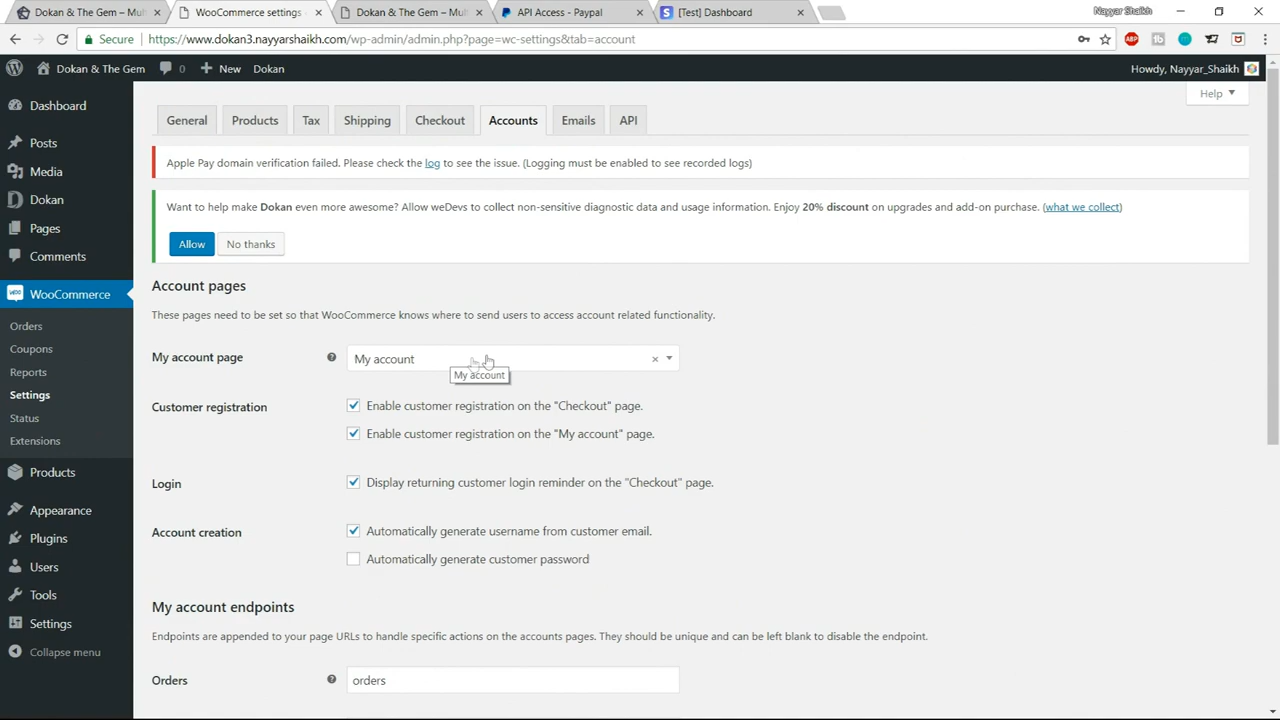 Dokan & The Gem – Mult
WooCommerce settings
Dokan & The Gem – Mult
API Access - Paypal
[Test] Dashboard
Nayyar Shaikh
Secure
https://www.dokan3.nayyarshaikh.com/wp-admin/admin.php?page=wc-settings&tab=account
Dokan & The Gem
0
New
Dokan
Howdy, Nayyar_Shaikh
Dashboard
Posts
Media
Dokan
Pages
Comments
WooCommerce
Orders
Coupons
Reports
Settings
Status
Extensions
Products
Appearance
Plugins
Users
Tools
Settings
Collapse menu
Help
General
Products
Tax
Shipping
Checkout
Accounts
Emails
API
Apple Pay domain verification failed. Please check the log to see the issue. (Logging must be enabled to see recorded logs)
Want to help make Dokan even more awesome? Allow weDevs to collect non-sensitive diagnostic data and usage information. Enjoy 20% discount on upgrades and add-on purchase. (what we collect)
Allow
No thanks
Account pages
These pages need to be set so that WooCommerce knows where to send users to access account related functionality.
My account page
My account
My account
Customer registration
Enable customer registration on the "Checkout" page.
Enable customer registration on the "My account" page.
Login
Display returning customer login reminder on the "Checkout" page.
Account creation
Automatically generate username from customer email.
Automatically generate customer password
My account endpoints
Endpoints are appended to your page URLs to handle specific actions on the accounts pages. They should be unique and can be left blank to disable the endpoint.
Orders
orders